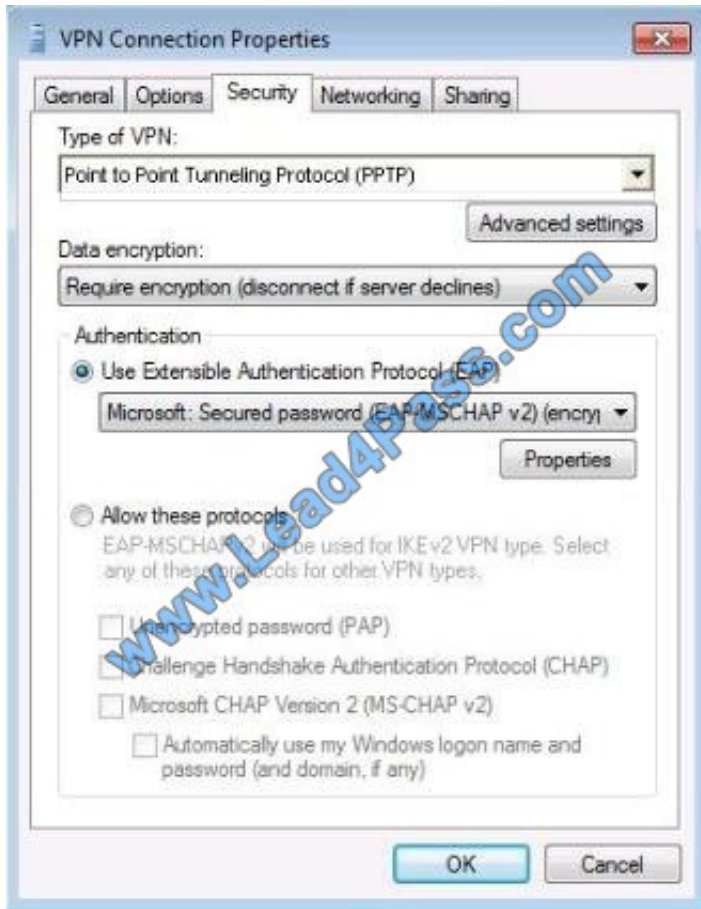 VPN Connection Properties
General Options Security Networking Sharing
Type of VPN:
Point to Point Tunneling Protocol (PPTP)
Advanced settings
Data encryption:
Require encryption (disconnect if server declines)
Authentication
Use Extensible Authentication Protocol (EAP)
Microsoft: Secured password (EAP-MSCHAP v2) (encry
Properties
Allow these protocols
EAP-MSCHAPv2 will be used for IKEv2 VPN type. Select
any of these protocols for other VPN types.
Unencrypted password (PAP)
Challenge Handshake Authentication Protocol (CHAP)
Microsoft CHAP Version 2 (MS-CHAP v2)
Automatically use my Windows logon name and
password (and domain, if any)
OK Cancel
www.Lead4Pass.com